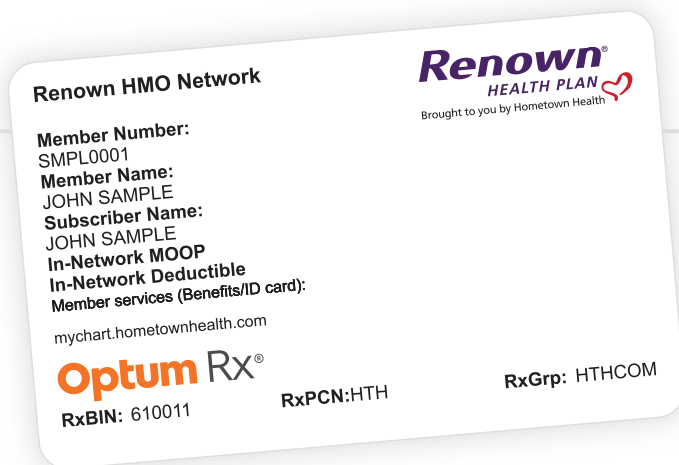 Renown HMO Network
Renown®
HEALTH PLAN
Brought to you by Hometown Health
Member Number:
SMPL0001
Member Name:
JOHN SAMPLE
Subscriber Name:
JOHN SAMPLE
In-Network MOOP
In-Network Deductible
Member services (Benefits/ID card):
mychart.hometownhealth.com
Optum Rx®
RxBIN: 610011 RxPCN:HTH RxGrp: HTHCOM